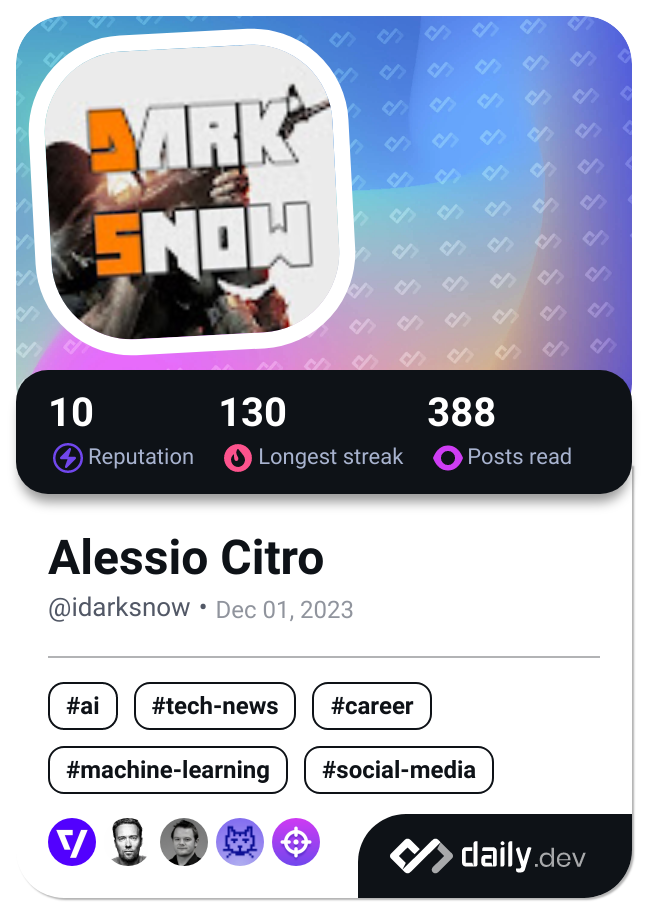 DARK
SNOW
10 130 388
Reputation Longest streak Posts read
Alessio Citro
@idarksnow • Dec 01, 2023
#ai #tech-news #career
#machine-learning #social-media
daily.dev